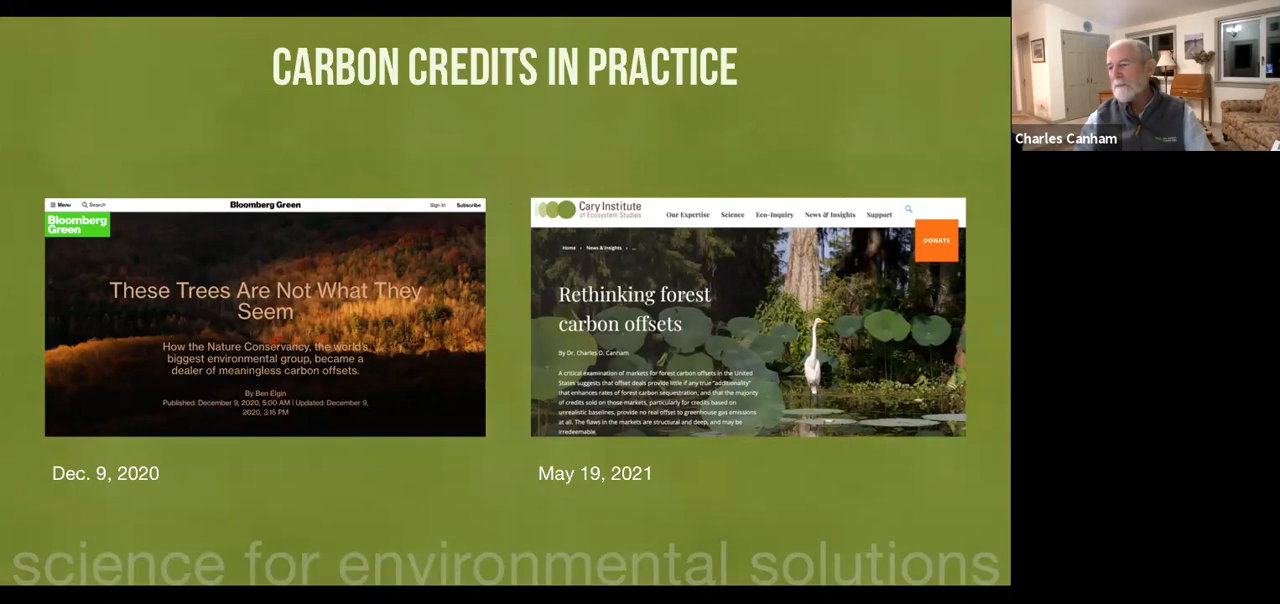 CARBON CREDITS IN PRACTICE
Charles Canham
Menu
Search
Bloomberg Green
Sign In
Subscribe
Bloomberg
Green
These Trees Are Not What They
Seem
How the Nature Conservancy, the world's
biggest environmental group, became a
dealer of meaningless carbon offsets.
By Ben Elgin
Published: December 9, 2020, 5:00 AM | Updated: December 9,
2020, 3:15 PM
Dec. 9, 2020
Cary Institute
of Ecosystem Studies
Our Expertise
Science
Eco-Inquiry
News & Insights
Support
DONATE
Home • News & Insights • ...
Rethinking forest
carbon offsets
By Dr. Charles D. Canham
A critical examination of markets for forest carbon offsets in the United
States suggests that offset deals provide little if any true "additionality"
that enhances rates of forest carbon sequestration, and that the majority
of credits sold on those markets, particularly for credits based on
unrealistic baselines, provide no real offset to greenhouse gas emissions
at all. The flaws in the markets are structural and deep, and may be
irredeemable.
May 19, 2021
science for environmental solutions